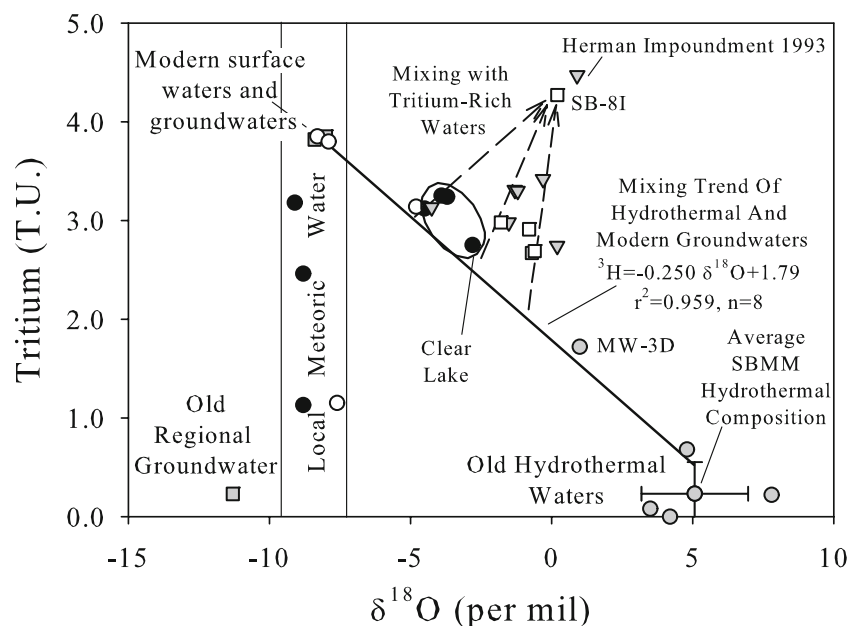 5.0
4.0
3.0
2.0
1.0
0.0
Tritium (T.U.)
-15
-10
-5
0
5
10
δ¹⁸O (per mil)
Modern surface
waters and
groundwaters
Mixing with
Tritium-Rich
Waters
Herman Impoundment 1993
SB-8I
Mixing Trend Of
Hydrothermal And
Modern Groundwaters
³H=-0.250 δ¹⁸O+1.79
r²=0.959, n=8
Local Meteoric Water
Clear
Lake
MW-3D
Average
SBMM
Hydrothermal
Composition
Old
Regional
Groundwater
Old Hydrothermal
Waters